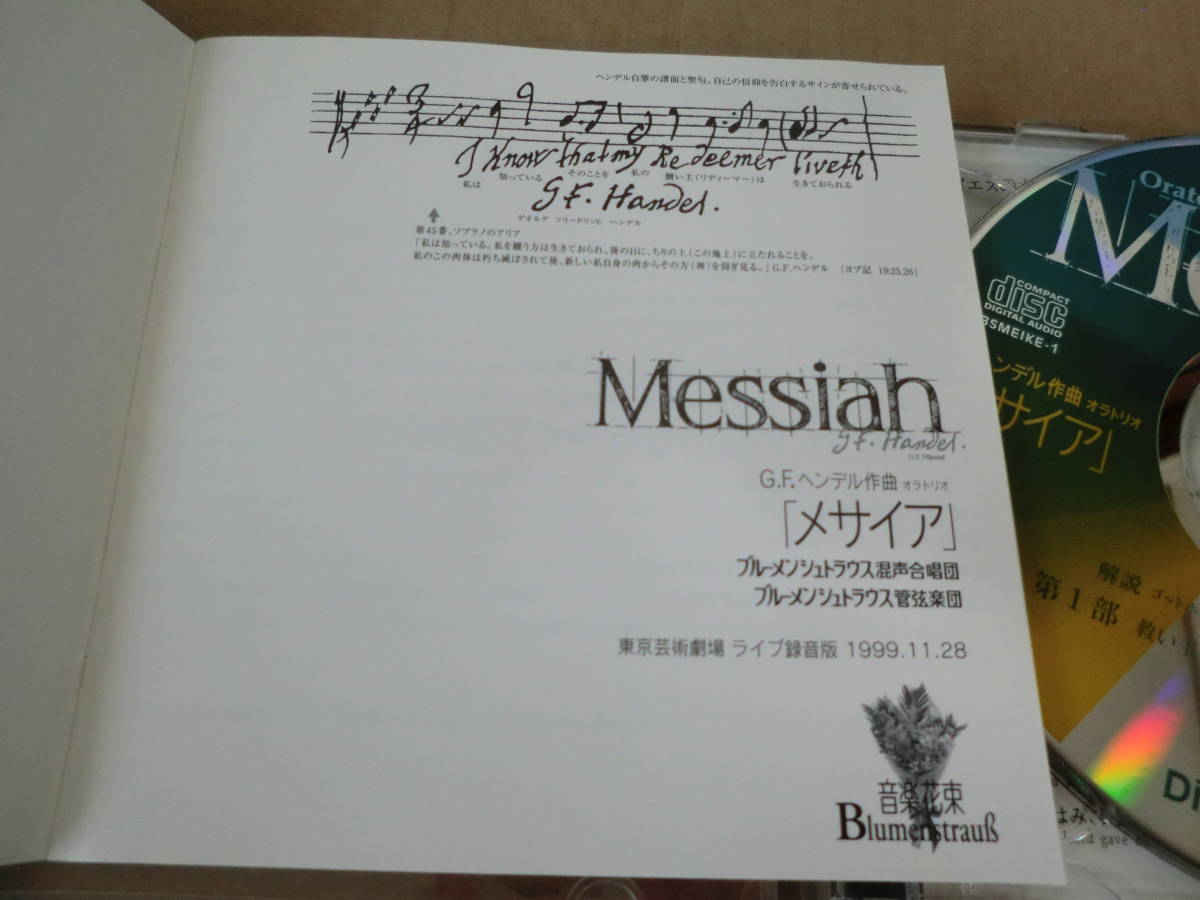 ヘンデル自筆の譜面と聖句。自己の信仰を告白するサインが寄せられている。
I Know that my Redeemer liveth
私は 知っている そのことを 私の 贖い主(リディーマー)は 生きておられる
G.F. Handel.
ゲオルグ フリードリッヒ ヘンデル
第45番、ソプラノのアリア
「私は知っている。私を贖う方は生きておられ、後の日に、ちりの上(この地上)に立たれることを。
私のこの肉体は朽ち滅ぼされて後、新しい私自身の肉からその方(神)を仰ぎ見る。」G.F.ヘンデル (ヨブ記 19:25,26)
Messiah
G.F. Handel.
G.F. Händel
G.F.ヘンデル作曲 オラトリオ
「メサイア」
ブルーメンシュトラウス混声合唱団
ブルーメンシュトラウス管弦楽団
東京芸術劇場 ライブ録音版 1999.11.28
音楽花束
Blumenstrauß
Orato
M
COMPACT
disc
DIGITAL AUDIO
BSMEIKE-1
ンデル作曲 オラトリオ
サイア」
解説 ゴット
第1部 救い
Di
gave